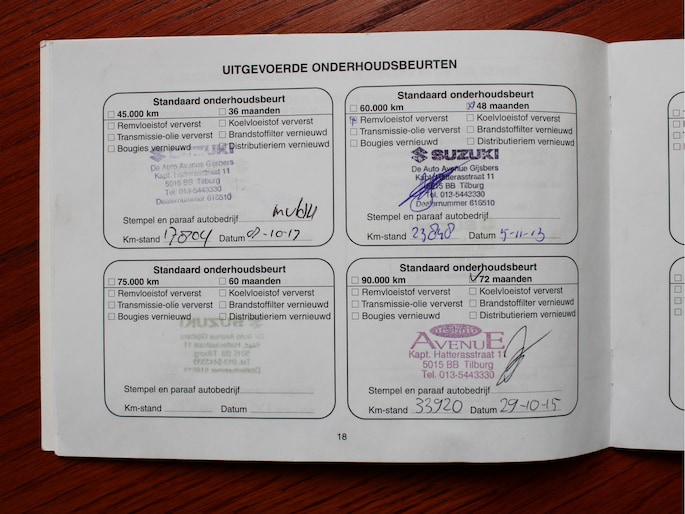 UITGEVOERDE ONDERHOUDSBEURTEN
Standaard onderhoudsbeurt
45.000 km 36 maanden
Remvloeistof ververst Koelvloeistof ververst
Transmissie-olie ververst Brandstoffilter vernieuwd
Bougies vernieuwd Distributieriem vernieuwd
SUZUKI
De Auto Avenue Gijsbers
Kapt. Hatterasstraat 11
5015 BB Tilburg
Tel. 013-5443330
Dealernummer 616510
Stempel en paraaf autobedrijf
Km-stand 17804 Datum
Standaard onderhoudsbeurt
60.000 km 48 maanden
Remvloeistof ververst Koelvloeistof ververst
Transmissie-olie ververst Brandstoffilter vernieuwd
Bougies vernieuwd Distributieriem vernieuwd
SUZUKI
De Auto Avenue Gijsbers
Kapt. Hatterasstraat 11
5015 BB Tilburg
Tel. 013-5443330
Dealernummer 616510
Stempel en paraaf autobedrijf
Km-stand 23848 Datum 5-11-13
Standaard onderhoudsbeurt
75.000 km 60 maanden
Remvloeistof ververst Koelvloeistof ververst
Transmissie-olie ververst Brandstoffilter vernieuwd
Bougies vernieuwd Distributieriem vernieuwd
Stempel en paraaf autobedrijf
Km-stand Datum
Standaard onderhoudsbeurt
90.000 km 72 maanden
Remvloeistof ververst Koelvloeistof ververst
Transmissie-olie ververst Brandstoffilter vernieuwd
Bougies vernieuwd Distributieriem vernieuwd
AVENUE
Kapt. Hatterasstraat 11
5015 BB Tilburg
Tel. 013-5443330
Stempel en paraaf autobedrijf
Km-stand 33920 Datum 29-10-15
18